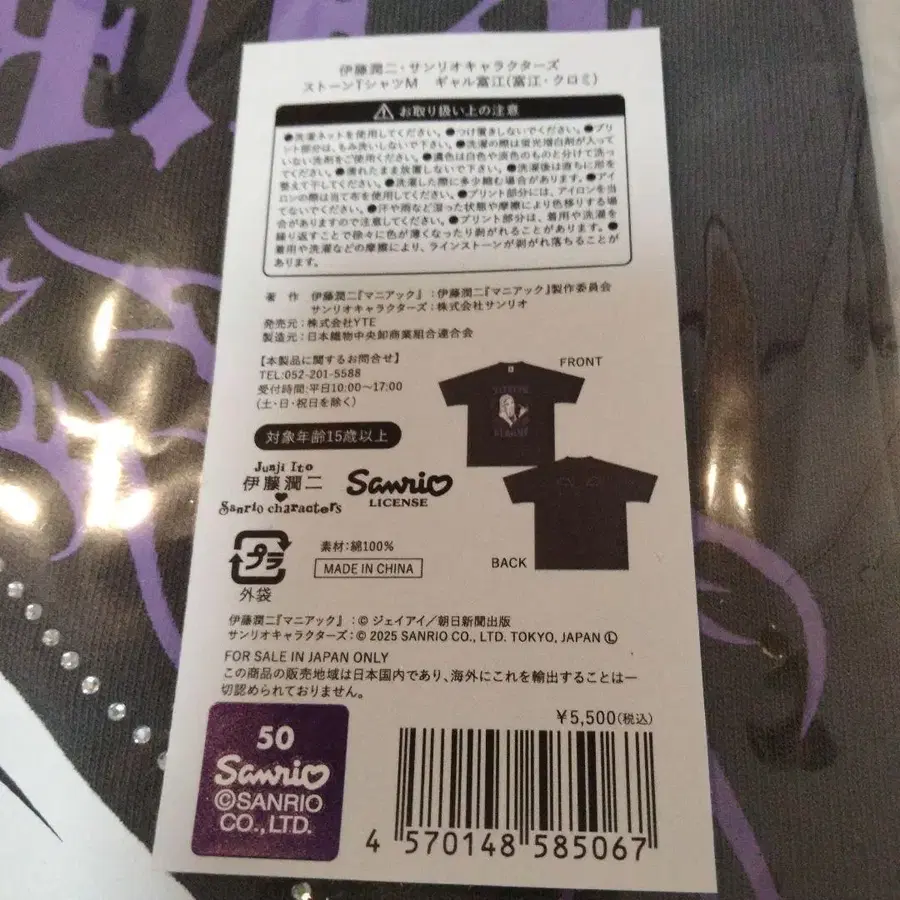 伊藤潤二・サンリオキャラクターズ
ストーンTシャツM ギャル富江(富江・クロミ)
お取り扱い上の注意
●洗濯ネットを使用してください。●つけ置きしないでください。●プリ
ント部分は、もみ洗いしないで下さい。●洗濯の際は蛍光増白剤が入って
いない洗剤をご使用ください。●濃色は白色や淡色のものと分けて洗っ
てください。●濡れたまま放置しないで下さい。●洗濯後は直ちに形を
整えて干してください。●洗濯した際に多少縮む場合があります。●アイ
ロンの際は当て布を使用してください。●プリント部分には、アイロンを当
てないでください。●汗や雨など湿った状態や摩擦により色移りする場
合がありますので注意してください。●プリント部分は、着用や洗濯を
繰り返すことで徐々に色が薄くなったり剥がれることがあります。●
着用や洗濯などの摩擦により、ラインストーンが剥がれ落ちることが
あります。
著 作 伊藤潤二『マニアック』:伊藤潤二『マニアック』製作委員会
サンリオキャラクターズ:株式会社サンリオ
発売元:株式会社YTE
製造元:日本織物中央卸商業組合連合会
【本製品に関するお問合せ】
TEL:052-201-5588
受付時間:平日10:00〜17:00
(土・日・祝日を除く)
FRONT
対象年齢15歳以上
Junji Ito
伊藤潤二
Sanrio characters
Sanrio
LICENSE
プラ
外袋
素材:綿100%
MADE IN CHINA
BACK
伊藤潤二『マニアック』:© ジェイアイ/朝日新聞出版
サンリオキャラクターズ:© 2025 SANRIO CO., LTD. TOKYO, JAPAN Ⓛ
FOR SALE IN JAPAN ONLY
この商品の販売地域は日本国内であり、海外にこれを輸出することは一
切認められておりません。
¥5,500(税込)
50
Sanrio
©SANRIO
CO.,LTD.
4 570148 585067